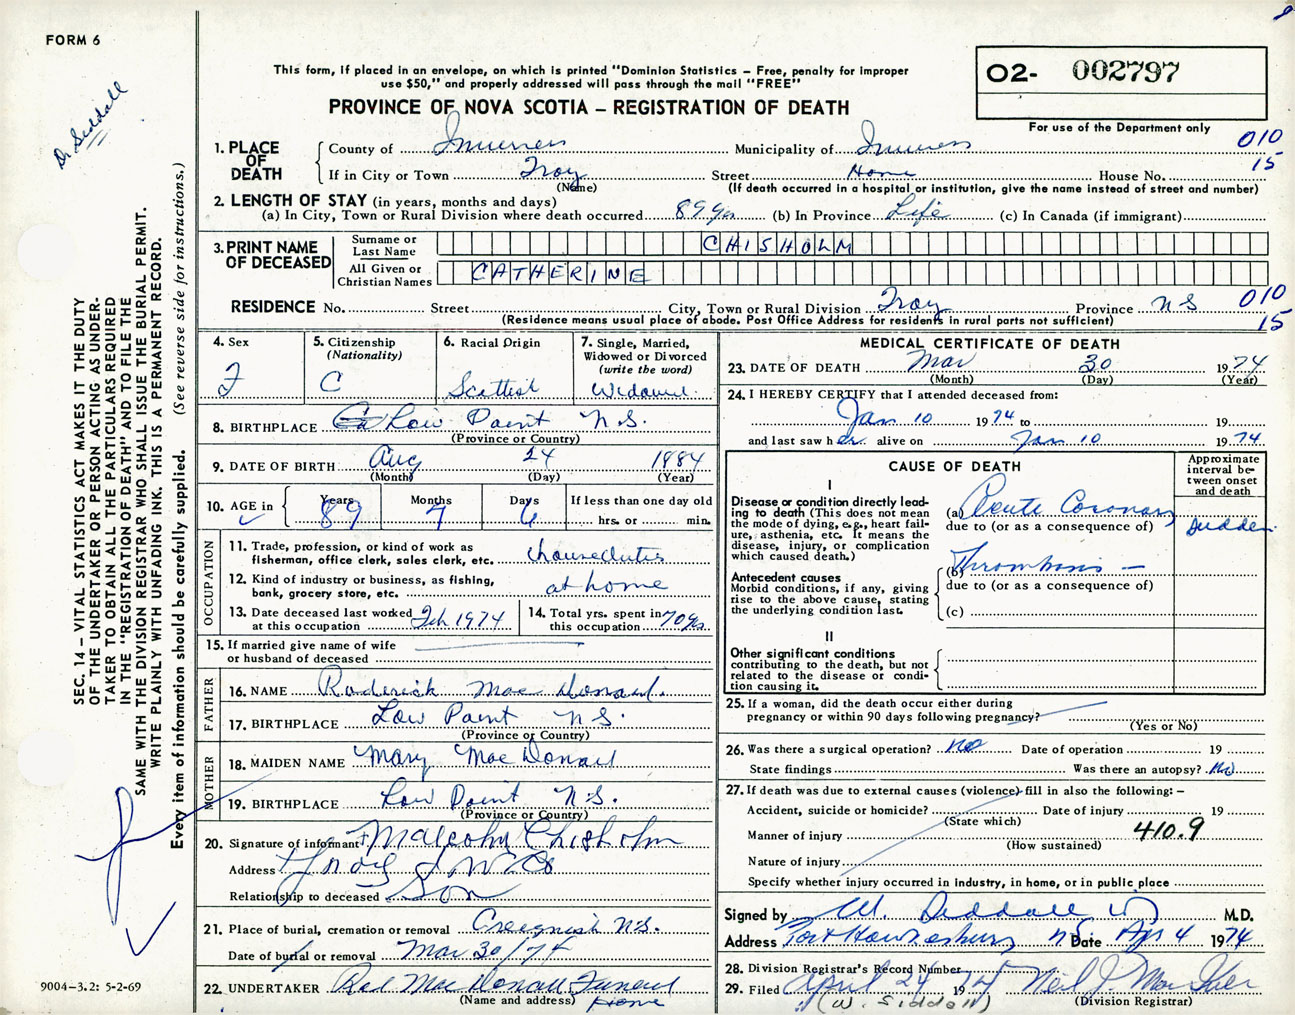 FORM 6
Dr Siddall
SEC. 14 – VITAL STATISTICS ACT MAKES IT THE DUTY
OF THE UNDERTAKER OR PERSON ACTING AS UNDER-
TAKER TO OBTAIN ALL THE PARTICULARS REQUIRED
IN THE "REGISTRATION OF DEATH" AND TO FILE THE
SAME WITH THE DIVISION REGISTRAR WHO SHALL ISSUE THE BURIAL PERMIT.
WRITE PLAINLY WITH UNFADING INK. THIS IS A PERMANENT RECORD.
Every item of information should be carefully supplied. (See reverse side for instructions.)
9004-3.2: 5-2-69
This form, if placed in an envelope, on which is printed "Dominion Statistics – Free, penalty for improper
use $50," and properly addressed will pass through the mail "FREE"
PROVINCE OF NOVA SCOTIA – REGISTRATION OF DEATH
02- 002797
For use of the Department only
010
15
1. PLACE OF DEATH
County of Inverness Municipality of Inverness
If in City or Town Troy Street Home House No.
(Name) (If death occurred in a hospital or institution, give the name instead of street and number)
2. LENGTH OF STAY (in years, months and days)
(a) In City, Town or Rural Division where death occurred 89 yrs (b) In Province Life (c) In Canada (if immigrant)
3. PRINT NAME OF DECEASED
Surname or Last Name CHISHOLM
All Given or Christian Names CATHERINE
RESIDENCE No. Street City, Town or Rural Division Troy Province N S
010
15
(Residence means usual place of abode. Post Office Address for residents in rural parts not sufficient)
4. Sex F
5. Citizenship (Nationality) C
6. Racial Origin Scottish
7. Single, Married, Widowed or Divorced (write the word) Widowed
8. BIRTHPLACE Low Point N S.
(Province or Country)
9. DATE OF BIRTH Aug 24 1884
(Month) (Day) (Year)
10. AGE in Years 89 Months 7 Days 6 If less than one day old hrs. or min.
OCCUPATION
11. Trade, profession, or kind of work as fisherman, office clerk, sales clerk, etc. houseduties
12. Kind of industry or business, as fishing, bank, grocery store, etc. at home
13. Date deceased last worked at this occupation Feb 1974
14. Total yrs. spent in this occupation 70 yrs
15. If married give name of wife or husband of deceased
FATHER
16. NAME Roderick MacDonald
17. BIRTHPLACE Low Point N S.
(Province or Country)
MOTHER
18. MAIDEN NAME Mary MacDonald
19. BIRTHPLACE Low Point N S.
(Province or Country)
20. Signature of informant Malcolm Chisholm
Address Troy Inv Co
Relationship to deceased Son
21. Place of burial, cremation or removal Creignish N.S.
Date of burial or removal Mar 30/74
22. UNDERTAKER Rod MacDonald Funeral Home
(Name and address)
MEDICAL CERTIFICATE OF DEATH
23. DATE OF DEATH Mar 30 1974
(Month) (Day) (Year)
24. I HEREBY CERTIFY that I attended deceased from:
Jan 10 1974 to 19
and last saw her alive on Jan 10 1974
CAUSE OF DEATH
Approximate interval between onset and death
I
Disease or condition directly leading to death (This does not mean the mode of dying, e.g., heart failure, asthenia, etc. It means the disease, injury, or complication which caused death.)
(a) Acute Coronary
due to (or as a consequence of)
Sudden
Antecedent causes
Morbid conditions, if any, giving rise to the above cause, stating the underlying condition last.
(b) Thrombosis –
due to (or as a consequence of)
(c)
II
Other significant conditions
contributing to the death, but not related to the disease or condition causing it.
25. If a woman, did the death occur either during
pregnancy or within 90 days following pregnancy?
(Yes or No)
26. Was there a surgical operation? No Date of operation 19
State findings Was there an autopsy? No
27. If death was due to external causes (violence) fill in also the following: –
Accident, suicide or homicide? Date of injury 19
(State which)
Manner of injury 410.9
(How sustained)
Nature of injury
Specify whether injury occurred in industry, in home, or in public place
Signed by W. Siddall M.D.
Address Port Hawkesbury NS Date Apr 4 1974
28. Division Registrar's Record Number
29. Filed April 24 1974 Neil J. MacIver
(W. Siddall) (Division Registrar)